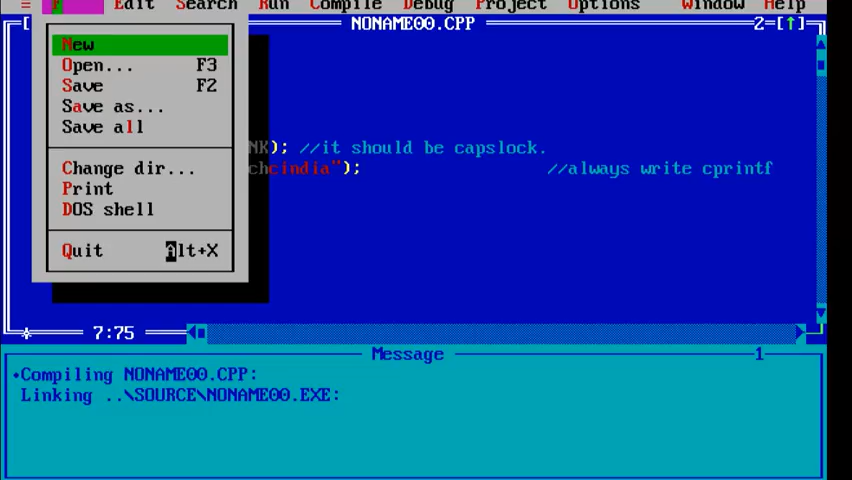 ≡ F Edit Search Run Compile Debug Project Options Window Help
[ NONAME00.CPP 2=[↑]
New
Open... F3
Save F2
Save as...
Save all
NK); //it should be capslock.
chcindia"); //always write cprintf
Change dir...
Print
DOS shell
Quit Alt+X
7:75
Message 1
•Compiling NONAME00.CPP:
Linking ..\SOURCE\NONAME00.EXE: